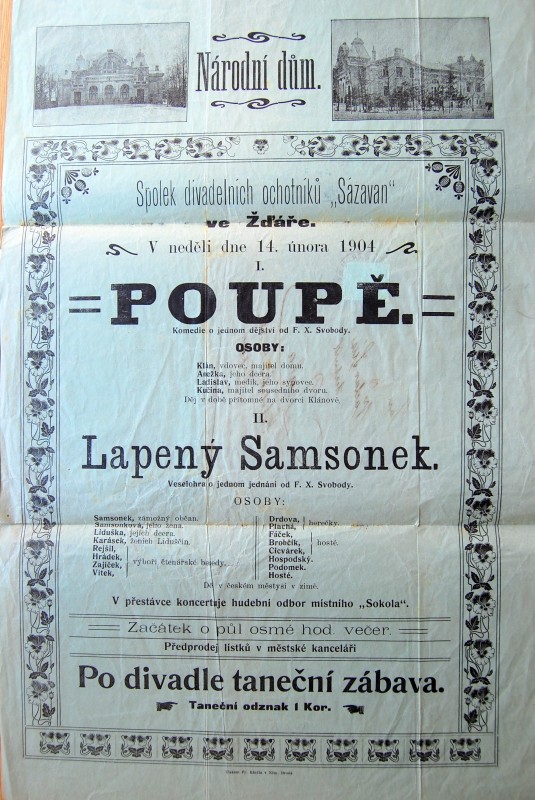 Národní dům.
Spolek divadelních ochotníků „Sázavan"
ve Žďáře.
V neděli dne 14. února 1904
I.
POUPĚ.
Komedie o jednom dějství od F. X. Svobody.
OSOBY:
Klán, vdovec, majitel domu.
Anežka, jeho dcera.
Ladislav, medik, jeho synovec.
Kučina, majitel sousedního dvoru.
Děj v době přítomné na dvorci Klánově.
II.
Lapený Samsonek.
Veselohra o jednom jednání od F. X. Svobody.
OSOBY:
Samsonek, zámožný občan.
Samsonková, jeho žena.
Liduška, jejich dcera.
Karásek, ženich Liduščin.
Rejšil,
Hrádek,
Zajíček,
Vítek,
výboři čtenářské besedy.
Drdova,
Plachá,
herečky.
Fáček,
Brobčík,
Cicvárek,
hosté.
Hospodský.
Podomek.
Hosté.
Děj v českém městysi v zimě.
V přestávce koncertuje hudební odbor místního „Sokola".
Začátek o půl osmé hod. večer.
Předprodej lístků v městské kanceláři
Po divadle taneční zábava.
Taneční odznak 1 Kor.